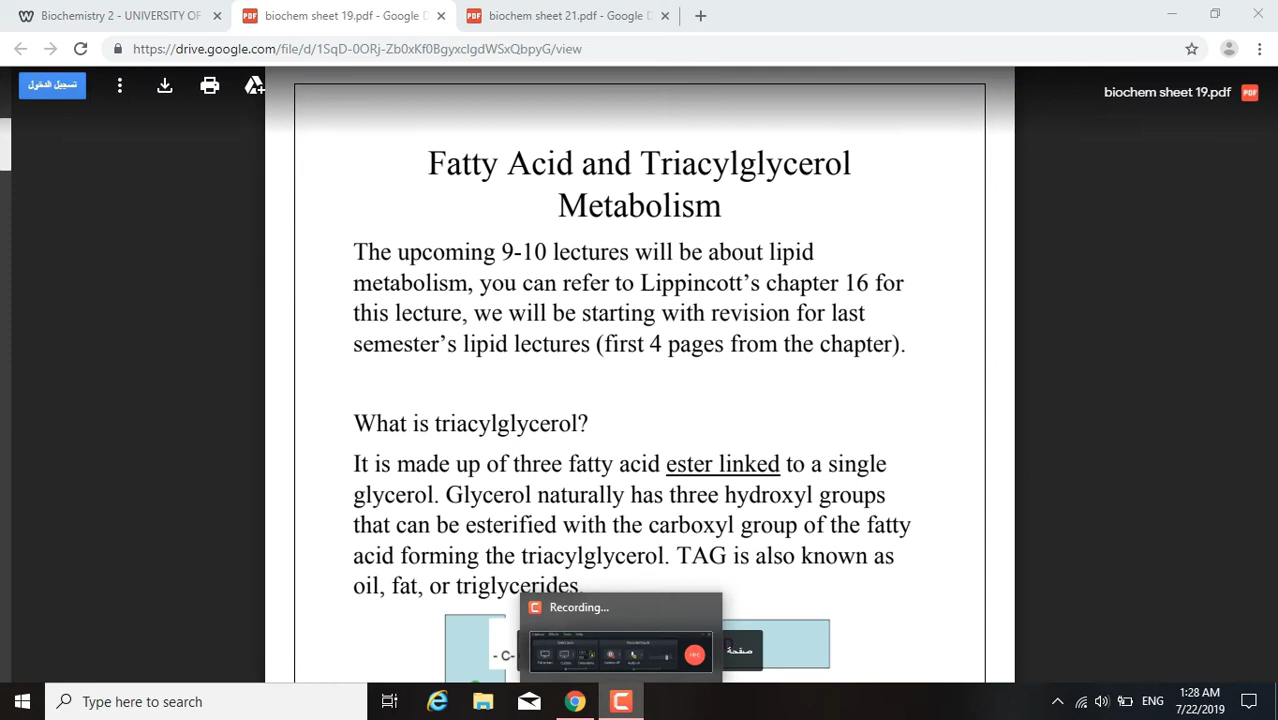 Biochemistry 2 - UNIVERSITY OF
biochem sheet 19.pdf - Google D
biochem sheet 21.pdf - Google D
https://drive.google.com/file/d/1SqD-0ORj-Zb0xKf0BgyxclgdWSxQbpyG/view
تسجيل الدخول
biochem sheet 19.pdf
PDF
Fatty Acid and Triacylglycerol
Metabolism
The upcoming 9-10 lectures will be about lipid
metabolism, you can refer to Lippincott’s chapter 16 for
this lecture, we will be starting with revision for last
semester’s lipid lectures (first 4 pages from the chapter).
What is triacylglycerol?
It is made up of three fatty acid ester linked to a single
glycerol. Glycerol naturally has three hydroxyl groups
that can be esterified with the carboxyl group of the fatty
acid forming the triacylglycerol. TAG is also known as
oil, fat, or triglycerides.
Recording...
- C-
صفحة
Type here to search
ENG
1:28 AM
7/22/2019